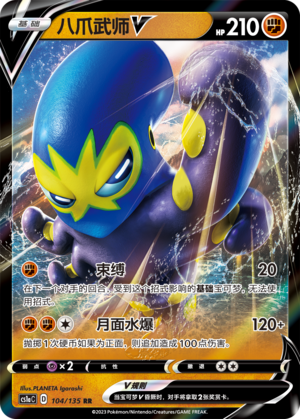 基础
八爪武师V
HP 210
束缚 20
在下一个对手的回合，受到这个招式影响的基础宝可梦，无法使用招式。
月面水爆 120+
抛掷1次硬币如果为正面，则追加造成100点伤害。
弱点 ×2 抵抗力 撤退
V规则
当宝可梦V昏厥时，对手将拿取2张奖赏卡。
Illus. PLANETA Igarashi
CS1a C D 104/135 RR
©2023 Pokémon/Nintendo/Creatures/GAME FREAK.